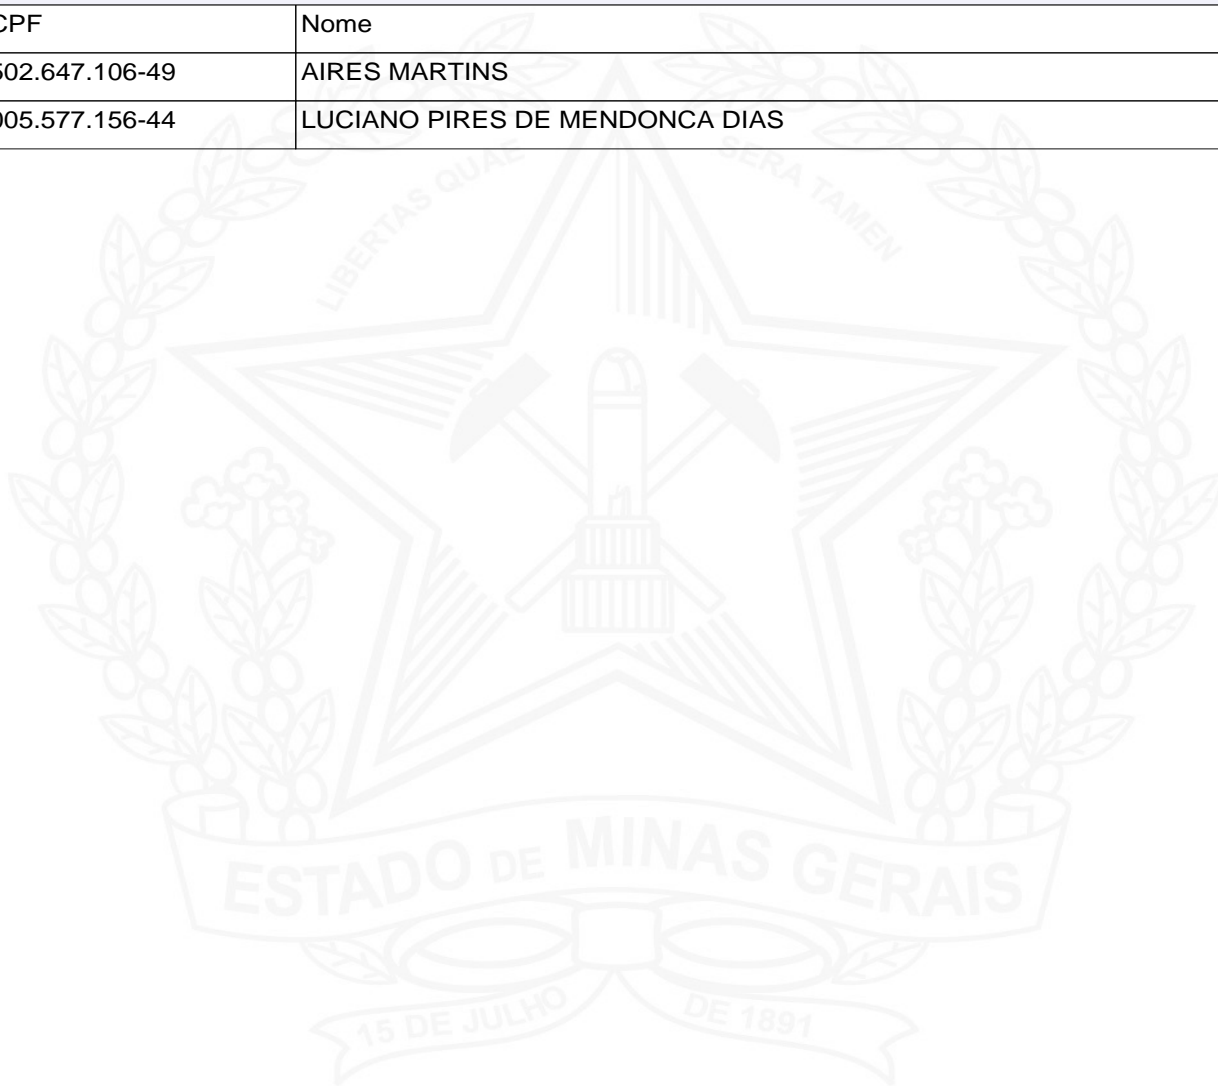 CPF Nome
502.647.106-49 AIRES MARTINS
005.577.156-44 LUCIANO PIRES DE MENDONCA DIAS
LIBERTAS QUAE SERA TAMEN
ESTADO DE MINAS GERAIS
15 DE JULHO DE 1891